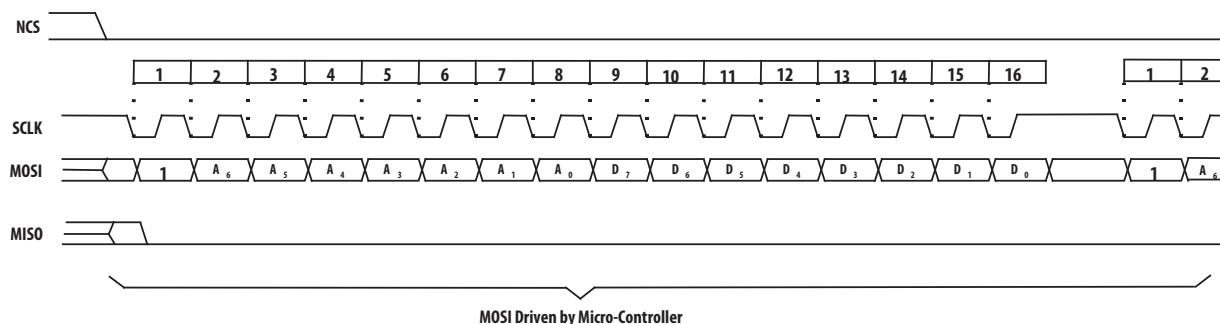 NCS
1 2 3 4 5 6 7 8 9 10 11 12 13 14 15 16 1 2
SCLK
MOSI 1 A6 A5 A4 A3 A2 A1 A0 D7 D6 D5 D4 D3 D2 D1 D0 1 A6
MISO
MOSI Driven by Micro-Controller